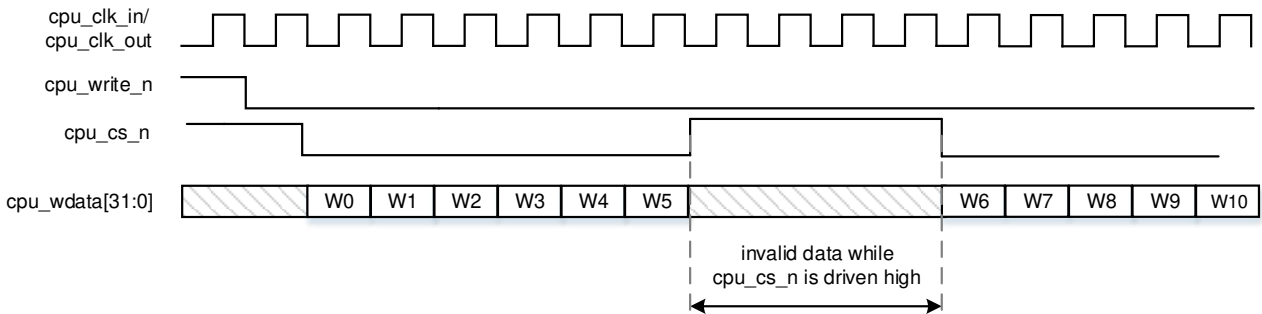 cpu_clk_in/
cpu_clk_out
cpu_write_n
cpu_cs_n
cpu_wdata[31:0] W0 W1 W2 W3 W4 W5 W6 W7 W8 W9 W10
invalid data while
cpu_cs_n is driven high